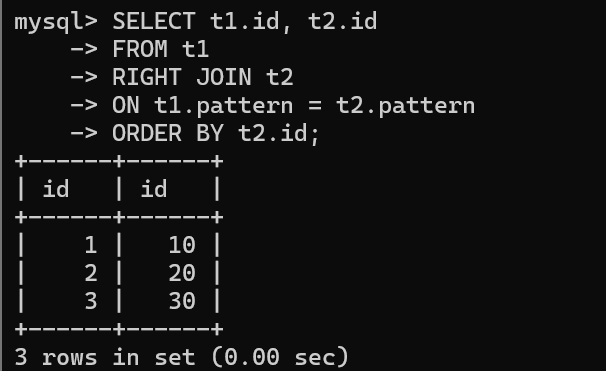 mysql> SELECT t1.id, t2.id
    -> FROM t1
    -> RIGHT JOIN t2
    -> ON t1.pattern = t2.pattern
    -> ORDER BY t2.id;
+------+------+
| id   | id   |
+------+------+
|    1 |   10 |
|    2 |   20 |
|    3 |   30 |
+------+------+
3 rows in set (0.00 sec)